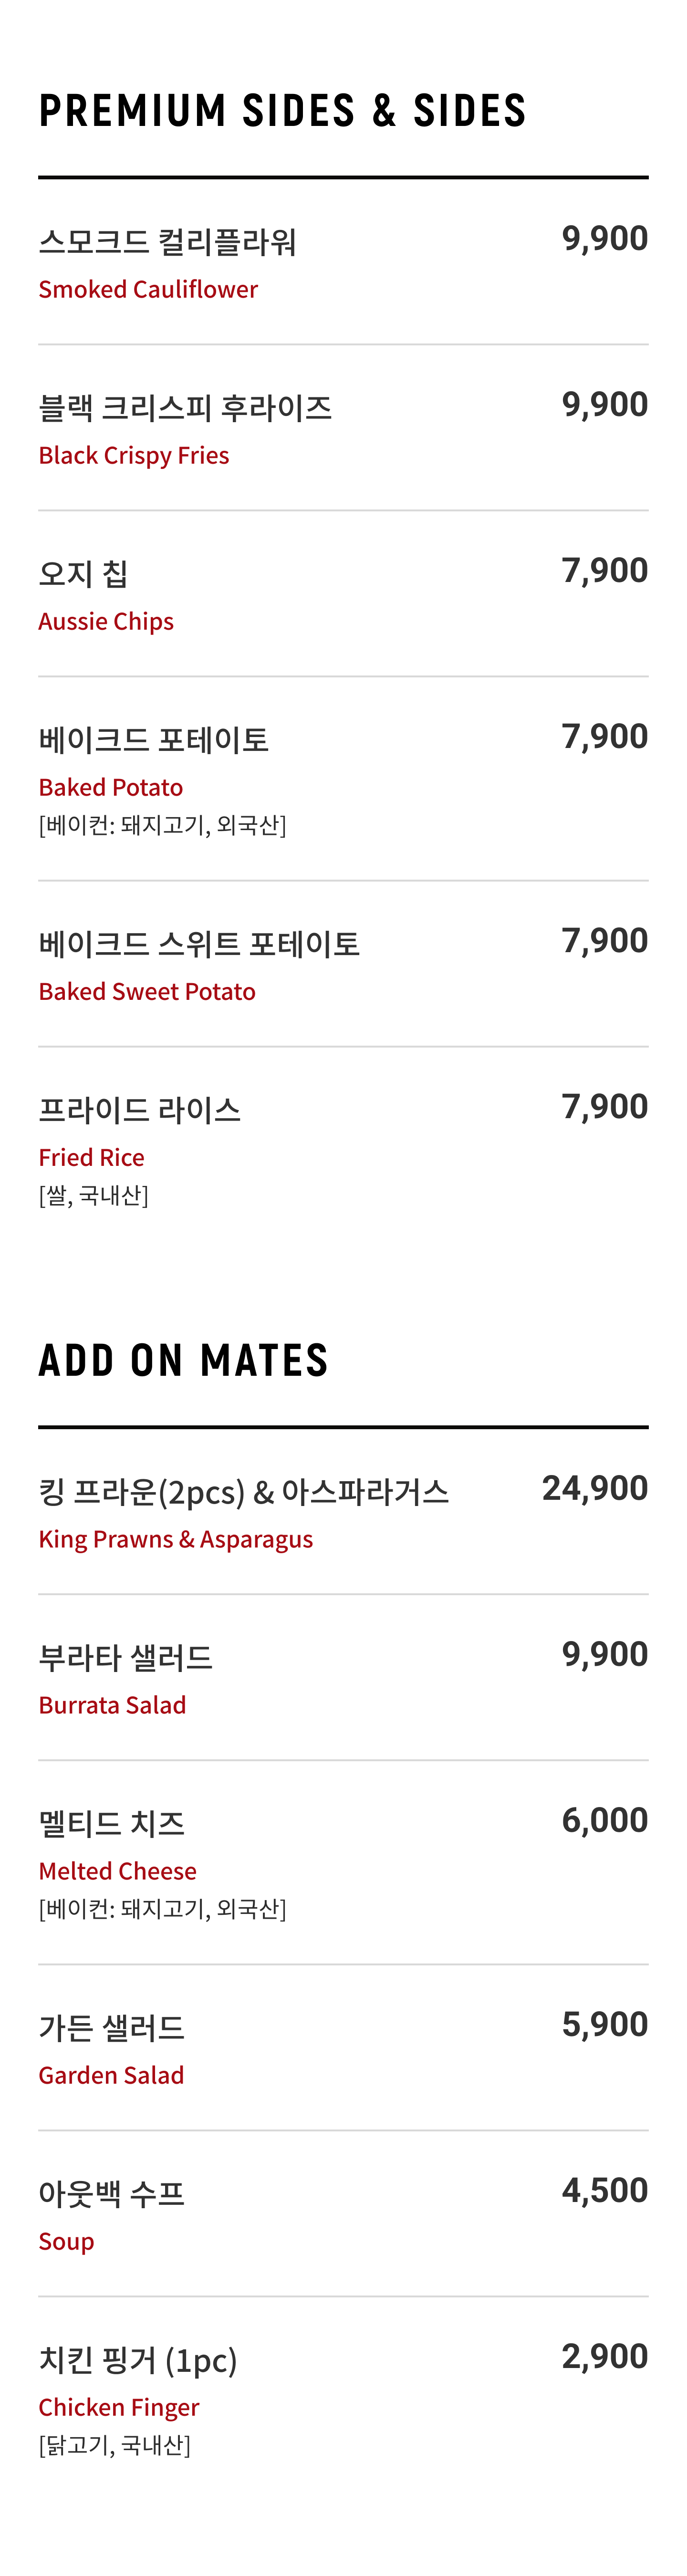 PREMIUM SIDES & SIDES
스모크드 컬리플라워 9,900
Smoked Cauliflower
블랙 크리스피 후라이즈 9,900
Black Crispy Fries
오지 칩 7,900
Aussie Chips
베이크드 포테이토 7,900
Baked Potato
[베이컨: 돼지고기, 외국산]
베이크드 스위트 포테이토 7,900
Baked Sweet Potato
프라이드 라이스 7,900
Fried Rice
[쌀, 국내산]
ADD ON MATES
킹 프라운(2pcs) & 아스파라거스 24,900
King Prawns & Asparagus
부라타 샐러드 9,900
Burrata Salad
멜티드 치즈 6,000
Melted Cheese
[베이컨: 돼지고기, 외국산]
가든 샐러드 5,900
Garden Salad
아웃백 수프 4,500
Soup
치킨 핑거 (1pc) 2,900
Chicken Finger
[닭고기, 국내산]